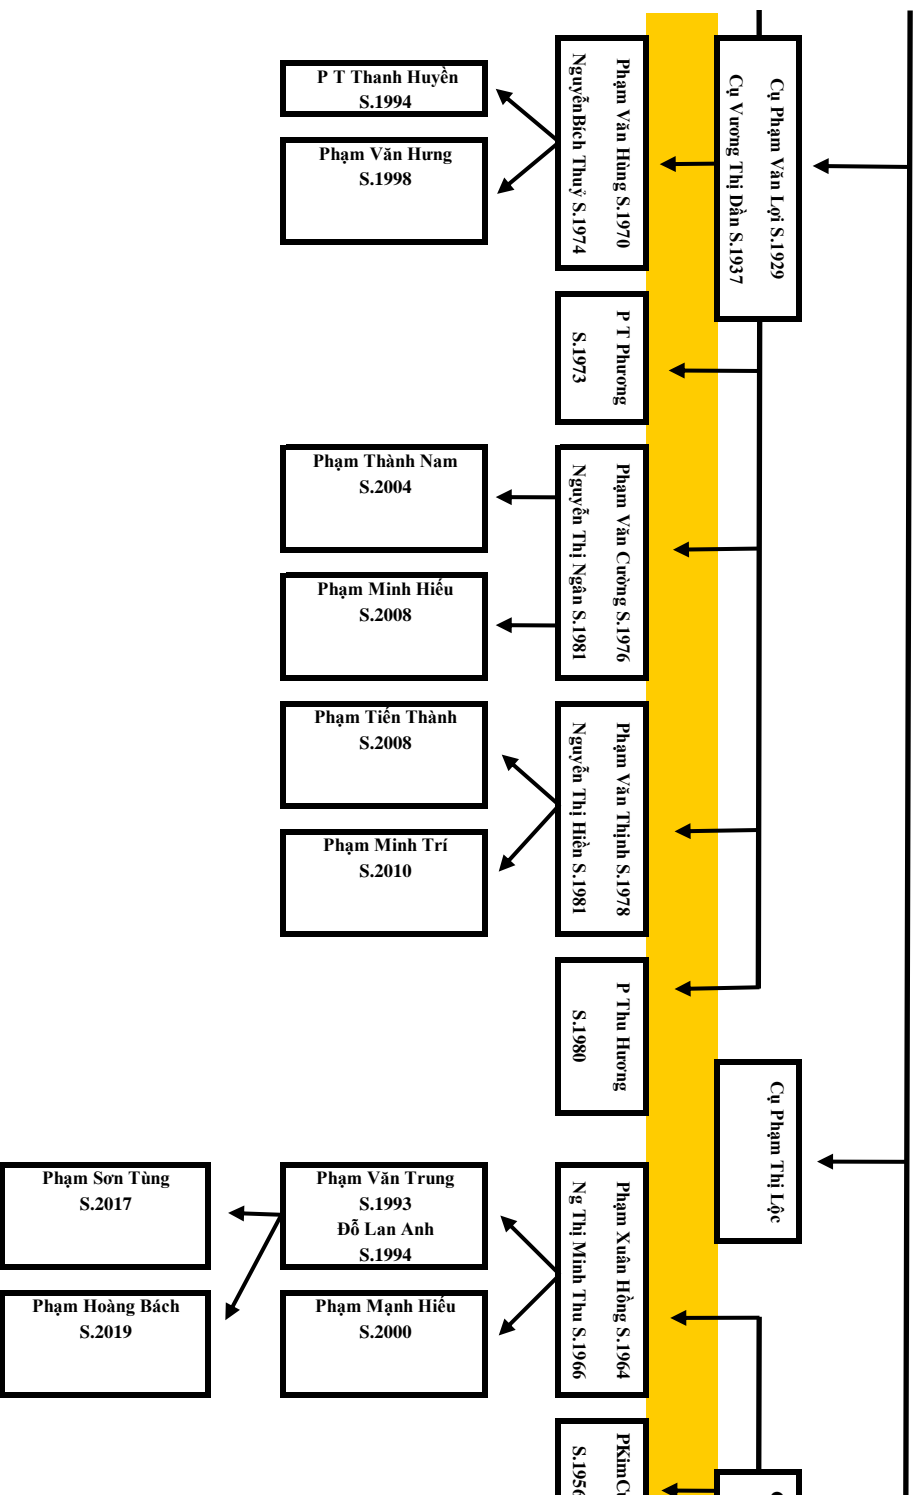 Cụ Phạm Văn Lợi S.1929
Cụ Vương Thị Dần S.1937
Phạm Văn Hùng S.1970
NguyễnBích Thuỷ S.1974
P T Thanh Huyền
S.1994
Phạm Văn Hưng
S.1998
P T Phương
S.1973
Phạm Văn Cường S.1976
Nguyễn Thị Ngân S.1981
Phạm Thành Nam
S.2004
Phạm Minh Hiếu
S.2008
Phạm Văn Thịnh S.1978
Nguyễn Thị Hiền S.1981
Phạm Tiến Thành
S.2008
Phạm Minh Trí
S.2010
P Thu Hương
S.1980
Cụ Phạm Thị Lộc
Phạm Xuân Hồng S.1964
Ng Thị Minh Thu S.1966
Phạm Văn Trung
S.1993
Đỗ Lan Anh
S.1994
Phạm Mạnh Hiếu
S.2000
Phạm Sơn Tùng
S.2017
Phạm Hoàng Bách
S.2019
S.1956